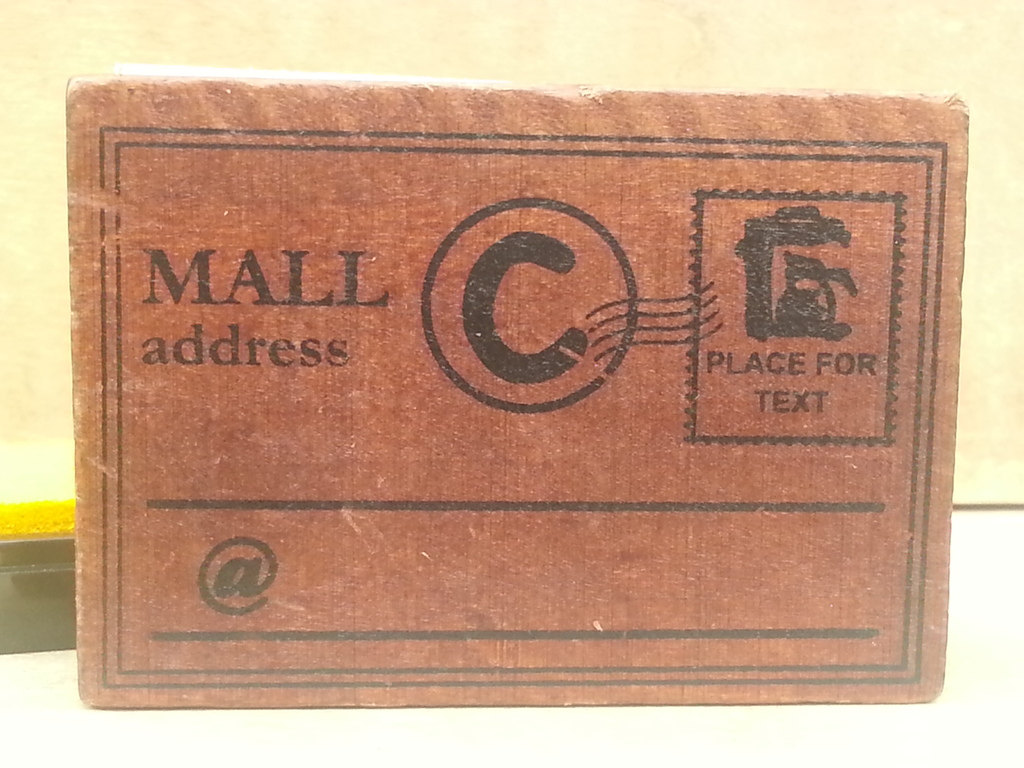 MALL
address
C
PLACE FOR
TEXT
@